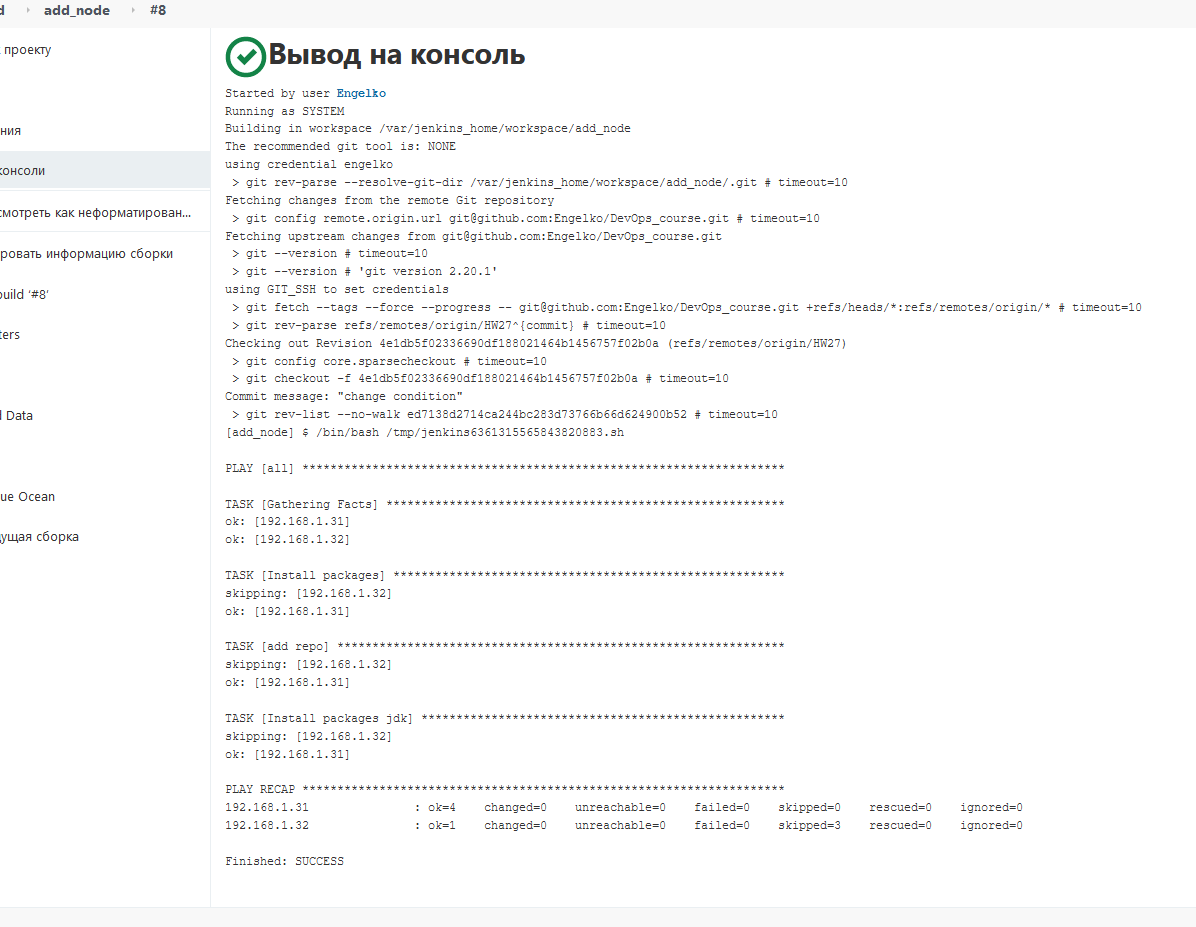 d › add_node › #8
проекту
ния
консоли
смотреть как неформатирован...
ровать информацию сборки
build ‘#8’
ters
l Data
ue Ocean
дущая сборка
Вывод на консоль
Started by user Engelko
Running as SYSTEM
Building in workspace /var/jenkins_home/workspace/add_node
The recommended git tool is: NONE
using credential engelko
 > git rev-parse --resolve-git-dir /var/jenkins_home/workspace/add_node/.git # timeout=10
Fetching changes from the remote Git repository
 > git config remote.origin.url git@github.com:Engelko/DevOps_course.git # timeout=10
Fetching upstream changes from git@github.com:Engelko/DevOps_course.git
 > git --version # timeout=10
 > git --version # 'git version 2.20.1'
using GIT_SSH to set credentials
 > git fetch --tags --force --progress -- git@github.com:Engelko/DevOps_course.git +refs/heads/*:refs/remotes/origin/* # timeout=10
 > git rev-parse refs/remotes/origin/HW27^{commit} # timeout=10
Checking out Revision 4e1db5f02336690df188021464b1456757f02b0a (refs/remotes/origin/HW27)
 > git config core.sparsecheckout # timeout=10
 > git checkout -f 4e1db5f02336690df188021464b1456757f02b0a # timeout=10
Commit message: "change condition"
 > git rev-list --no-walk ed7138d2714ca244bc283d73766b66d624900b52 # timeout=10
[add_node] $ /bin/bash /tmp/jenkins6361315565843820883.sh
PLAY [all] *********************************************************************
TASK [Gathering Facts] *********************************************************
ok: [192.168.1.31]
ok: [192.168.1.32]
TASK [Install packages] ********************************************************
skipping: [192.168.1.32]
ok: [192.168.1.31]
TASK [add repo] ****************************************************************
skipping: [192.168.1.32]
ok: [192.168.1.31]
TASK [Install packages jdk] ****************************************************
skipping: [192.168.1.32]
ok: [192.168.1.31]
PLAY RECAP *********************************************************************
192.168.1.31 : ok=4 changed=0 unreachable=0 failed=0 skipped=0 rescued=0 ignored=0
192.168.1.32 : ok=1 changed=0 unreachable=0 failed=0 skipped=3 rescued=0 ignored=0
Finished: SUCCESS